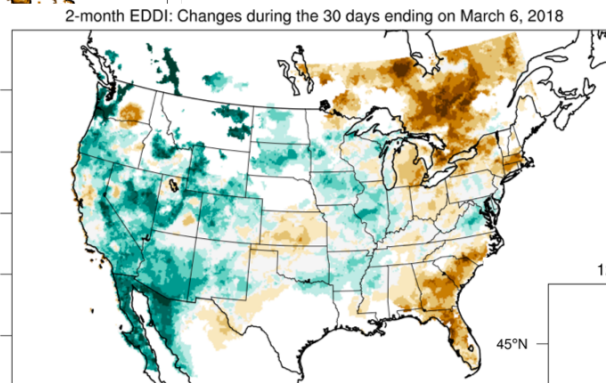 2-month EDDI: Changes during the 30 days ending on March 6, 2018
45°N